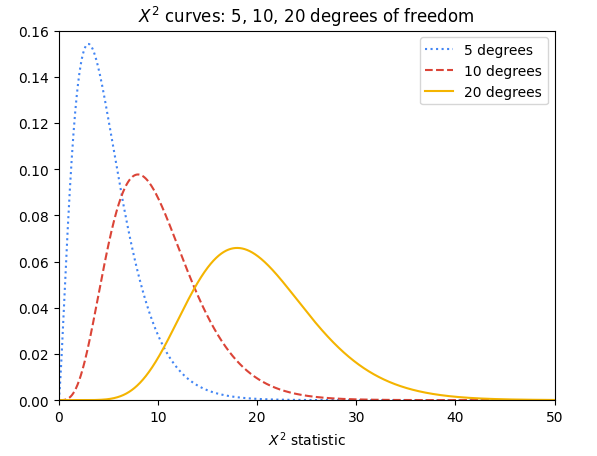 X² curves: 5, 10, 20 degrees of freedom
0.16
0.14
0.12
0.10
0.08
0.06
0.04
0.02
0.00
5 degrees
10 degrees
20 degrees
0 10 20 30 40 50
X² statistic